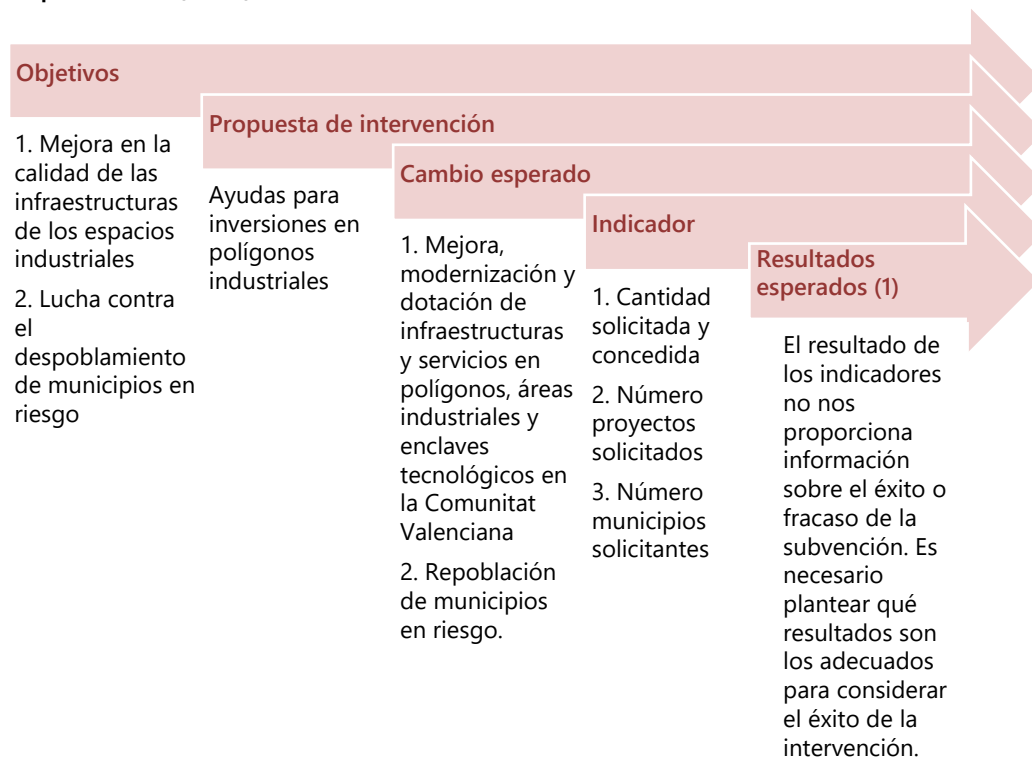 Objetivos
1. Mejora en la
calidad de las
infraestructuras
de los espacios
industriales
2. Lucha contra
el
despoblamiento
de municipios en
riesgo
Propuesta de intervención
Ayudas para
inversiones en
polígonos
industriales
Cambio esperado
1. Mejora,
modernización y
dotación de
infraestructuras
y servicios en
polígonos, áreas
industriales y
enclaves
tecnológicos en
la Comunitat
Valenciana
2. Repoblación
de municipios
en riesgo.
Indicador
1. Cantidad
solicitada y
concedida
2. Número
proyectos
solicitados
3. Número
municipios
solicitantes
Resultados
esperados (1)
El resultado de
los indicadores
no nos
proporciona
información
sobre el éxito o
fracaso de la
subvención. Es
necesario
plantear qué
resultados son
los adecuados
para considerar
el éxito de la
intervención.